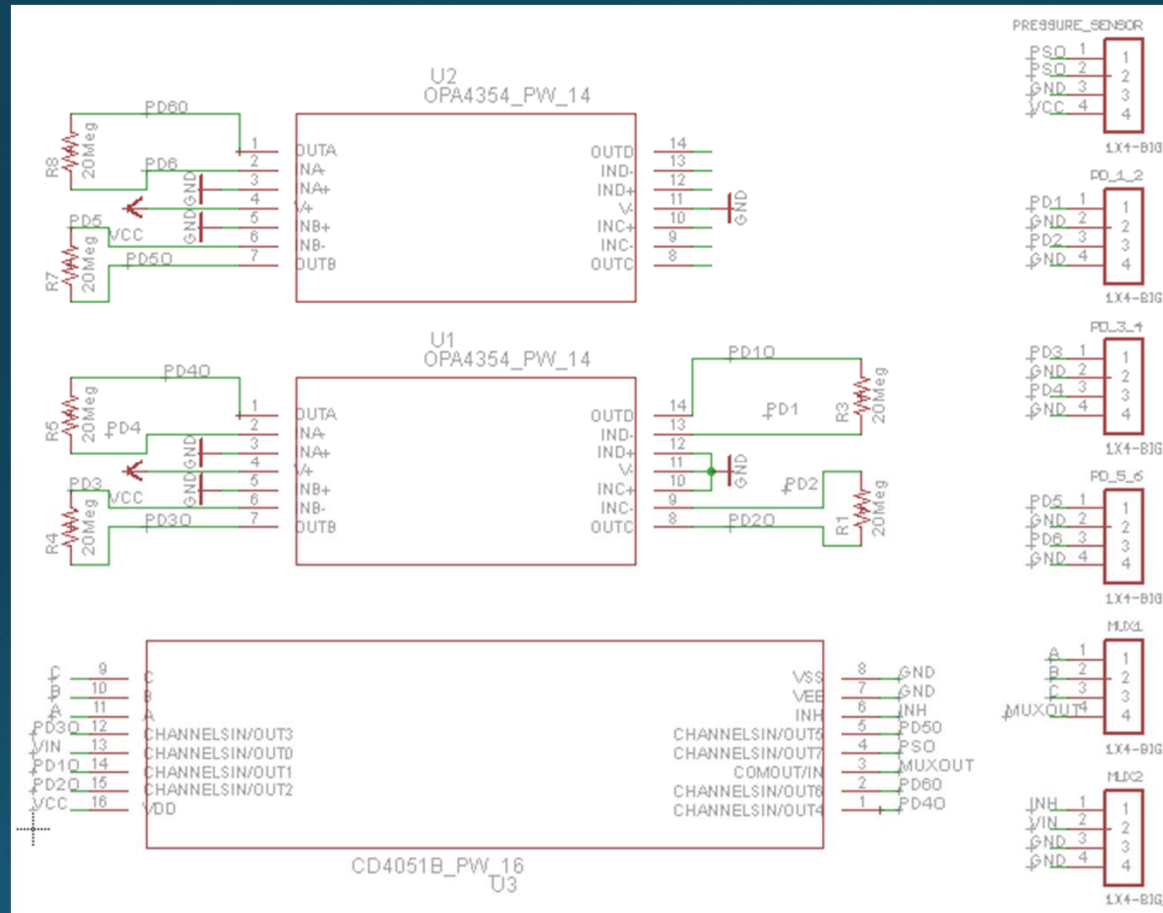 U2
OPA4354_PW_14
PD6O
R8
20Meg
PD6
GND
VCC
GND
PD5
R7
20Meg
PD5O
1 OUTA
2 INA-
3 INA+
4 V+
5 INB+
6 INB-
7 OUTB
OUTD 14
IND- 13
IND+ 12
V- 11
INC+ 10
INC- 9
OUTC 8
GND
U1
OPA4354_PW_14
PD4O
R5
20Meg
PD4
GND
VCC
GND
PD3
R4
20Meg
PD3O
1 OUTA
2 INA-
3 INA+
4 V+
5 INB+
6 INB-
7 OUTB
OUTD 14
IND- 13
IND+ 12
V- 11
INC+ 10
INC- 9
OUTC 8
GND
PD1O
PD1
R3
20Meg
PD2
PD2O
R1
20Meg
C 9 C
B 10 B
A 11 A
PD3O 12 CHANNELSIN/OUT3
VIN 13 CHANNELSIN/OUT0
PD1O 14 CHANNELSIN/OUT1
PD2O 15 CHANNELSIN/OUT2
VCC 16 VDD
VSS 8 GND
VEE 7 GND
INH 6 INH
CHANNELSIN/OUT5 5 PD5O
CHANNELSIN/OUT7 4 PSO
COMOUT/IN 3 MUXOUT
CHANNELSIN/OUT6 2 PD6O
CHANNELSIN/OUT4 1 PD4O
CD4051B_PW_16
U3
PRESSURE_SENSOR
PSO 1 1
PSO 2 2
GND 3 3
VCC 4 4
1X4-BIG
PD_1_2
PD1 1 1
GND 2 2
PD2 3 3
GND 4 4
1X4-BIG
PD_3_4
PD3 1 1
GND 2 2
PD4 3 3
GND 4 4
1X4-BIG
PD_5_6
PD5 1 1
GND 2 2
PD6 3 3
GND 4 4
1X4-BIG
MUX1
A 1 1
B 2 2
C 3 3
MUXOUT 4 4
1X4-BIG
MUX2
INH 1 1
VIN 2 2
GND 3 3
GND 4 4
1X4-BIG